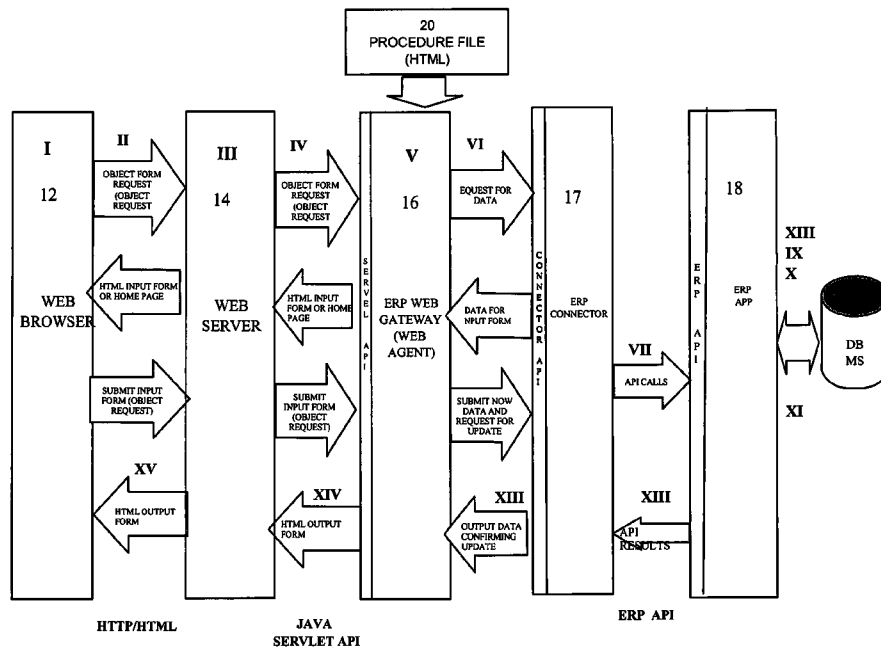 20
PROCEDURE FILE
(HTML)
I
12
WEB
BROWSER
II
OBJECT FORM
REQUEST
(OBJECT
REQUEST
HTML INPUT FORM
OR HOME PAGE
SUBMIT INPUT
FORM (OBJECT
REQUEST)
XV
HTML OUTPUT
FORM
HTTP/HTML
III
14
WEB
SERVER
IV
OBJECT FORM
REQUEST
(OBJECT
REQUEST
HTML INPUT
FORM OR HOME
PAGE
SUBMIT INPUT
FORM
(OBJECT
REQUEST)
XIV
HTML OUTPUT
FORM
JAVA
SERVLET API
SERVEL API
V
16
ERP WEB
GATEWAY
(WEB
AGENT)
VI
EQUEST FOR
DATA
DATA FOR
NPUT FORM
SUBMIT NOW
DATA AND
REQUEST FOR
UPDATE
XIII
OUTPUT DATA
CONFIRMING
UPDATE
CONNECTOR API
17
ERP
CONNECTOR
VII
API CALLS
XIII
API
RESULTS
ERP API
ERP API
18
ERP
APP
XIII
IX
X
XI
DB
MS